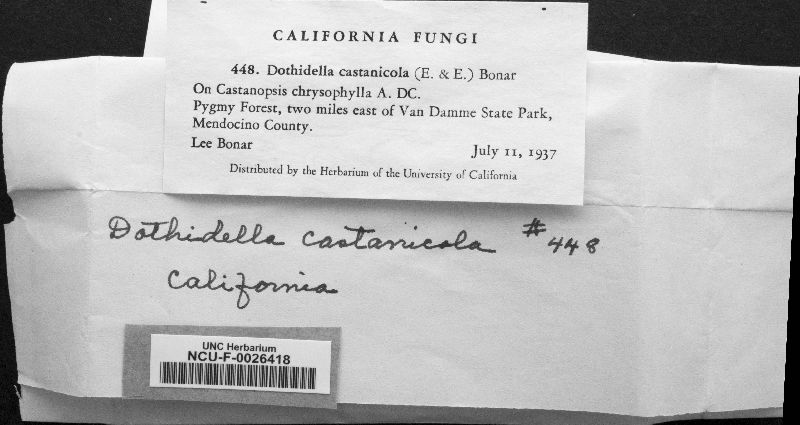 CALIFORNIA FUNGI
448. Dothidella castanicola (E. & E.) Bonar
On Castanopsis chrysophylla A. DC.
Pygmy Forest, two miles east of Van Damme State Park,
Mendocino County.
Lee Bonar July 11, 1937
Distributed by the Herbarium of the University of California
Dothidella castanicola #448
California
UNC Herbarium
NCU-F-0026418